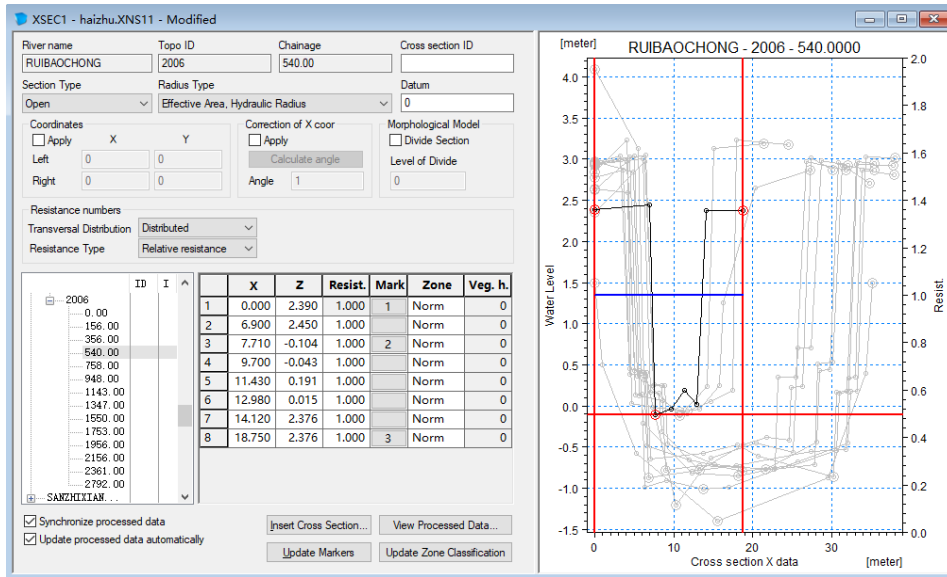 XSEC1 - haizhu.XNS11 - Modified
River name Topo ID Chainage Cross section ID
RUIBAOCHONG 2006 540.00
Section Type Radius Type Datum
Open Effective Area, Hydraulic Radius 0
Coordinates Correction of X coor Morphological Model
Apply X Y Apply Divide Section
Left 0 0 Calculate angle Level of Divide
Right 0 0 Angle 1 0
Resistance numbers
Transversal Distribution Distributed
Resistance Type Relative resistance
ID I
2006
0.00
156.00
356.00
540.00
758.00
948.00
1143.00
1347.00
1550.00
1753.00
1956.00
2156.00
2361.00
2792.00
SANZHIXIAN...
X Z Resist. Mark Zone Veg. h.
1 0.000 2.390 1.000 1 Norm 0
2 6.900 2.450 1.000 Norm 0
3 7.710 -0.104 1.000 2 Norm 0
4 9.700 -0.043 1.000 Norm 0
5 11.430 0.191 1.000 Norm 0
6 12.980 0.015 1.000 Norm 0
7 14.120 2.376 1.000 Norm 0
8 18.750 2.376 1.000 3 Norm 0
Synchronize processed data
Update processed data automatically
Insert Cross Section... View Processed Data...
Update Markers Update Zone Classification
[meter] RUIBAOCHONG - 2006 - 540.0000
4.0
3.5
3.0
2.5
2.0
1.5
1.0
0.5
0.0
-0.5
-1.0
-1.5
Water Level
2.0
1.8
1.6
1.4
1.2
1.0
0.8
0.6
0.4
0.2
0.0
Resist.
0 10 20 30
Cross section X data [meter]